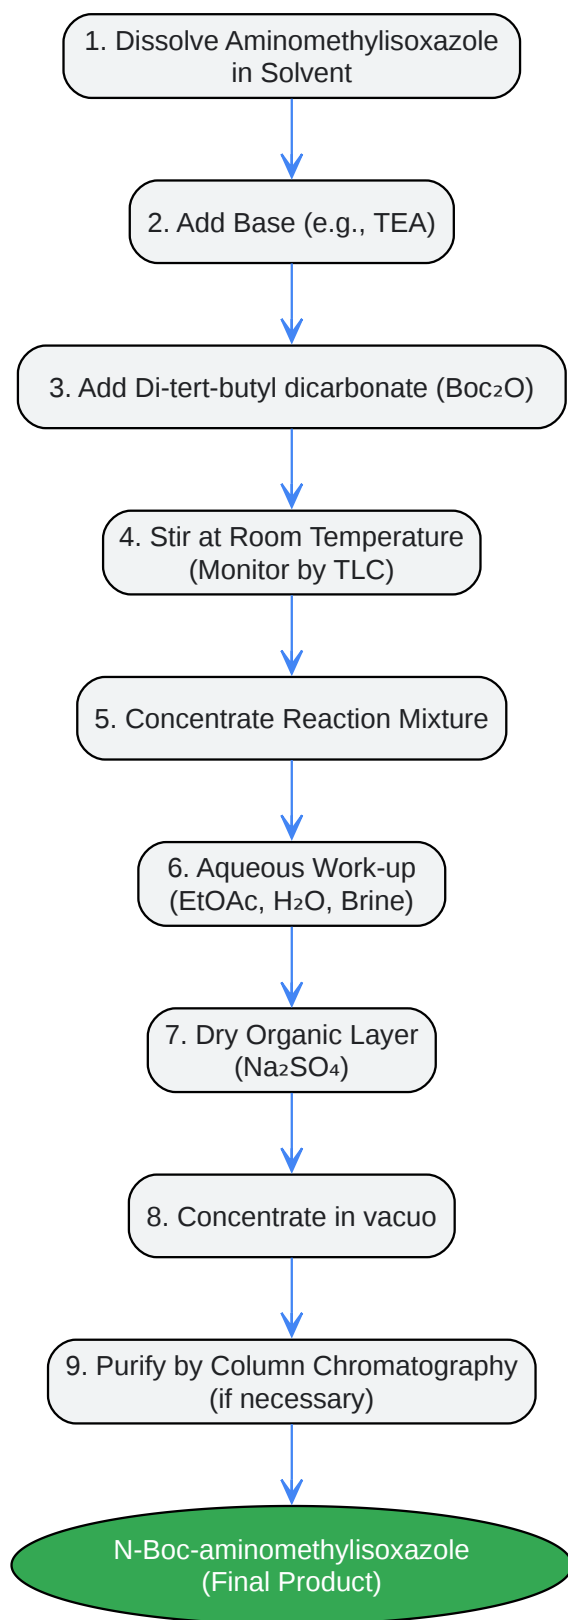 1. Dissolve Aminomethylisoxazole
in Solvent
2. Add Base (e.g., TEA)
3. Add Di-tert-butyl dicarbonate (Boc₂O)
4. Stir at Room Temperature
(Monitor by TLC)
5. Concentrate Reaction Mixture
6. Aqueous Work-up
(EtOAc, H₂O, Brine)
7. Dry Organic Layer
(Na₂SO₄)
8. Concentrate in vacuo
9. Purify by Column Chromatography
(if necessary)
N-Boc-aminomethylisoxazole
(Final Product)